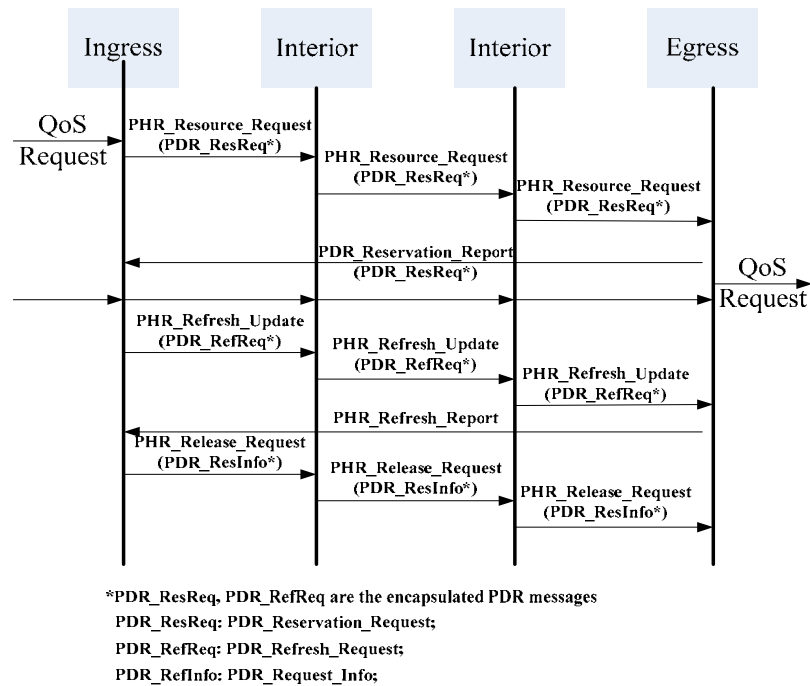 Ingress
Interior
Interior
Egress
QoS
Request
PHR_Resource_Request
(PDR_ResReq*)
PHR_Resource_Request
(PDR_ResReq*)
PHR_Resource_Request
(PDR_ResReq*)
PDR_Reservation_Report
(PDR_ResReq*)
QoS
Request
PHR_Refresh_Update
(PDR_RefReq*)
PHR_Refresh_Update
(PDR_RefReq*)
PHR_Refresh_Update
(PDR_RefReq*)
PHR_Refresh_Report
PHR_Release_Request
(PDR_ResInfo*)
PHR_Release_Request
(PDR_ResInfo*)
PHR_Release_Request
(PDR_ResInfo*)
*PDR_ResReq, PDR_RefReq are the encapsulated PDR messages
PDR_ResReq: PDR_Reservation_Request;
PDR_RefReq: PDR_Refresh_Request;
PDR_RefInfo: PDR_Request_Info;